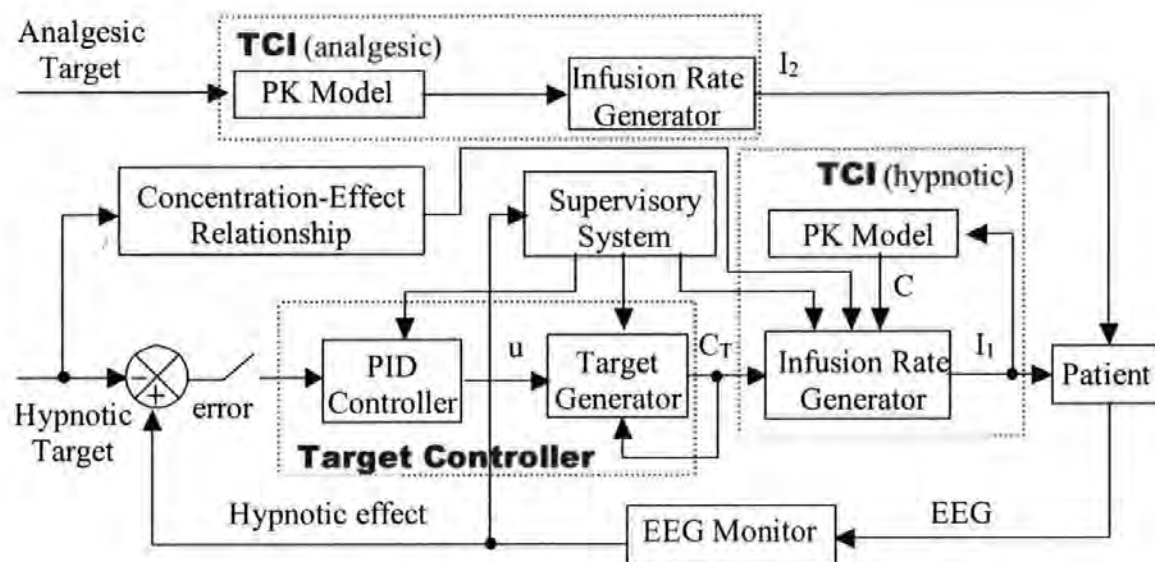 Analgesic
Target
TCI (analgesic)
PK Model
Infusion Rate
Generator
I₂
Concentration-Effect
Relationship
Supervisory
System
TCI (hypnotic)
PK Model
C
PID
Controller
u
Target
Generator
C_T
Infusion Rate
Generator
I₁
Patient
-
+
error
Hypnotic
Target
Target Controller
Hypnotic effect
EEG Monitor
EEG